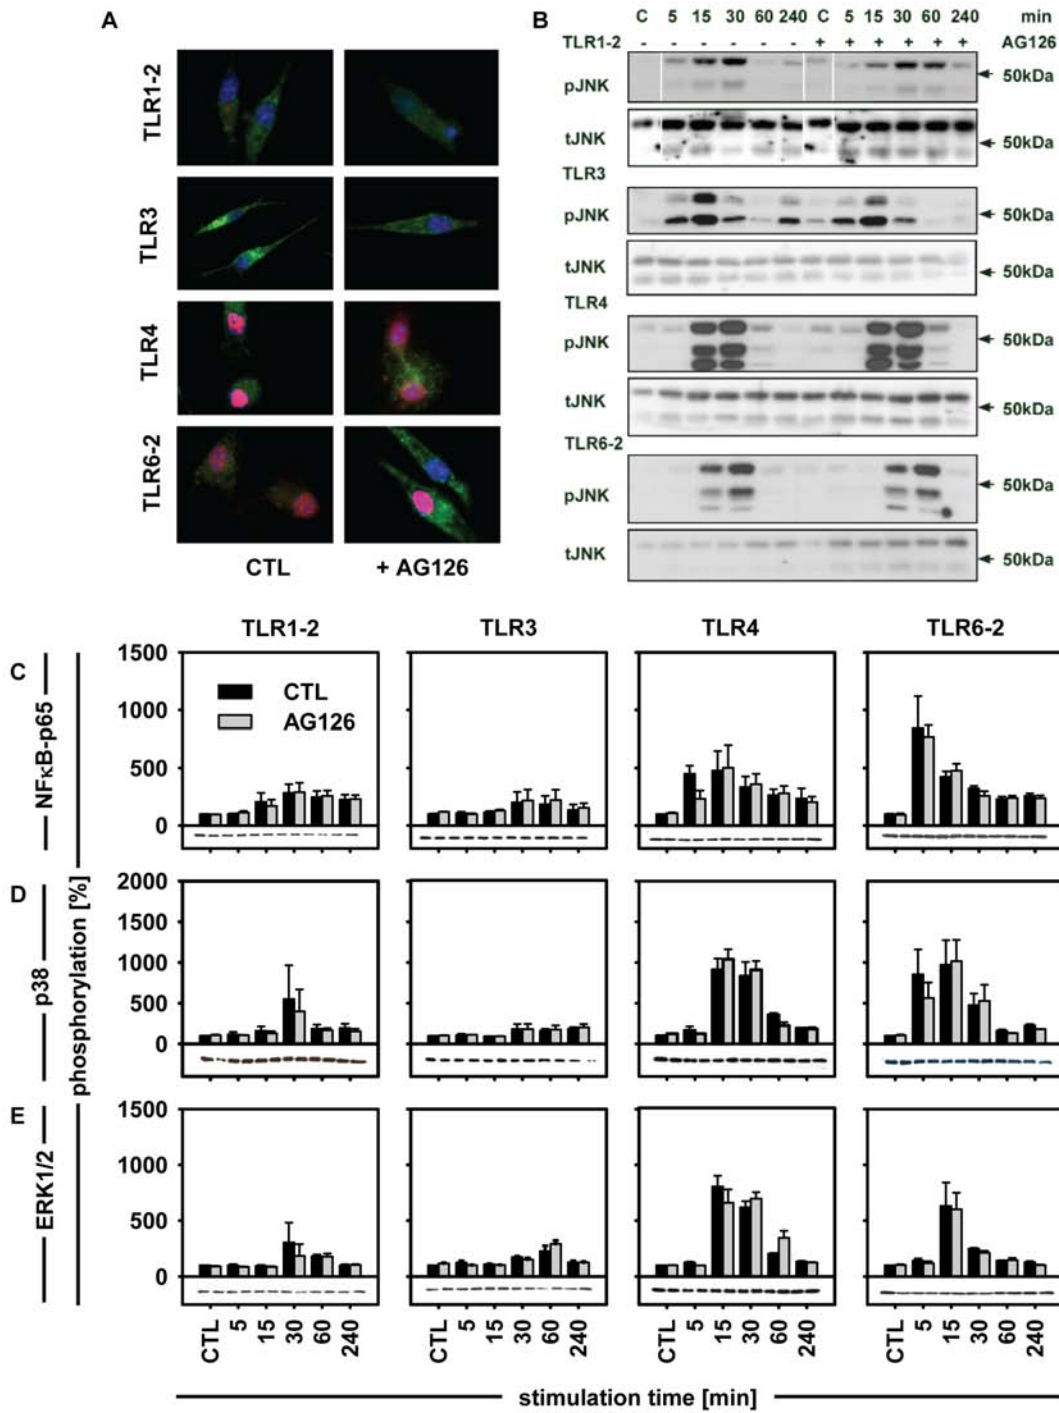 A
TLR1-2
TLR3
TLR4
TLR6-2
CTL
+ AG126
B
C 5 15 30 60 240 C 5 15 30 60 240 min
TLR1-2 - - - - - - + + + + + + AG126
pJNK
50kDa
tJNK
50kDa
TLR3
pJNK
50kDa
tJNK
50kDa
TLR4
pJNK
50kDa
tJNK
50kDa
TLR6-2
pJNK
50kDa
tJNK
50kDa
TLR1-2 TLR3 TLR4 TLR6-2
C
NFκB-p65
1500
1000
500
0
CTL
AG126
D
p38
phosphorylation [%]
2000
1500
1000
500
0
E
ERK1/2
1500
1000
500
0
CTL 5 15 30 60 240 CTL 5 15 30 60 240 CTL 5 15 30 60 240 CTL 5 15 30 60 240
stimulation time [min]